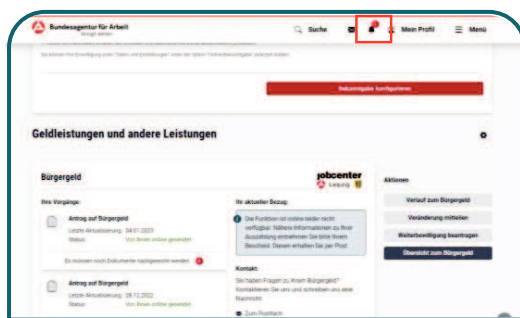 Bundesagentur für Arbeit
bringt weiter.
Suche
Mein Profil
Menü
Bekanntgabe konfigurieren
Geldleistungen und andere Leistungen
Bürgergeld
jobcenter
Leipzig
Ihre Vorgänge:
Antrag auf Bürgergeld
Letzte Aktualisierung: 04.01.2023
Status: Von Ihnen online gesendet
Es müssen noch Dokumente nachgereicht werden.
Antrag auf Bürgergeld
Letzte Aktualisierung: 28.12.2022
Status: Von Ihnen online gesendet
Ihr aktueller Bezug:
Die Funktion ist online leider nicht
verfügbar. Nähere Informationen zu Ihrer
Auszahlung entnehmen Sie bitte Ihrem
Bescheid. Diesen erhalten Sie per Post.
Kontakt:
Sie haben Fragen zu Ihrem Bürgergeld?
Kontaktieren Sie uns und schreiben uns eine
Nachricht.
Zum Postfach
Aktionen
Verlauf zum Bürgergeld
Veränderung mitteilen
Weiterbewilligung beantragen
Übersicht zum Bürgergeld